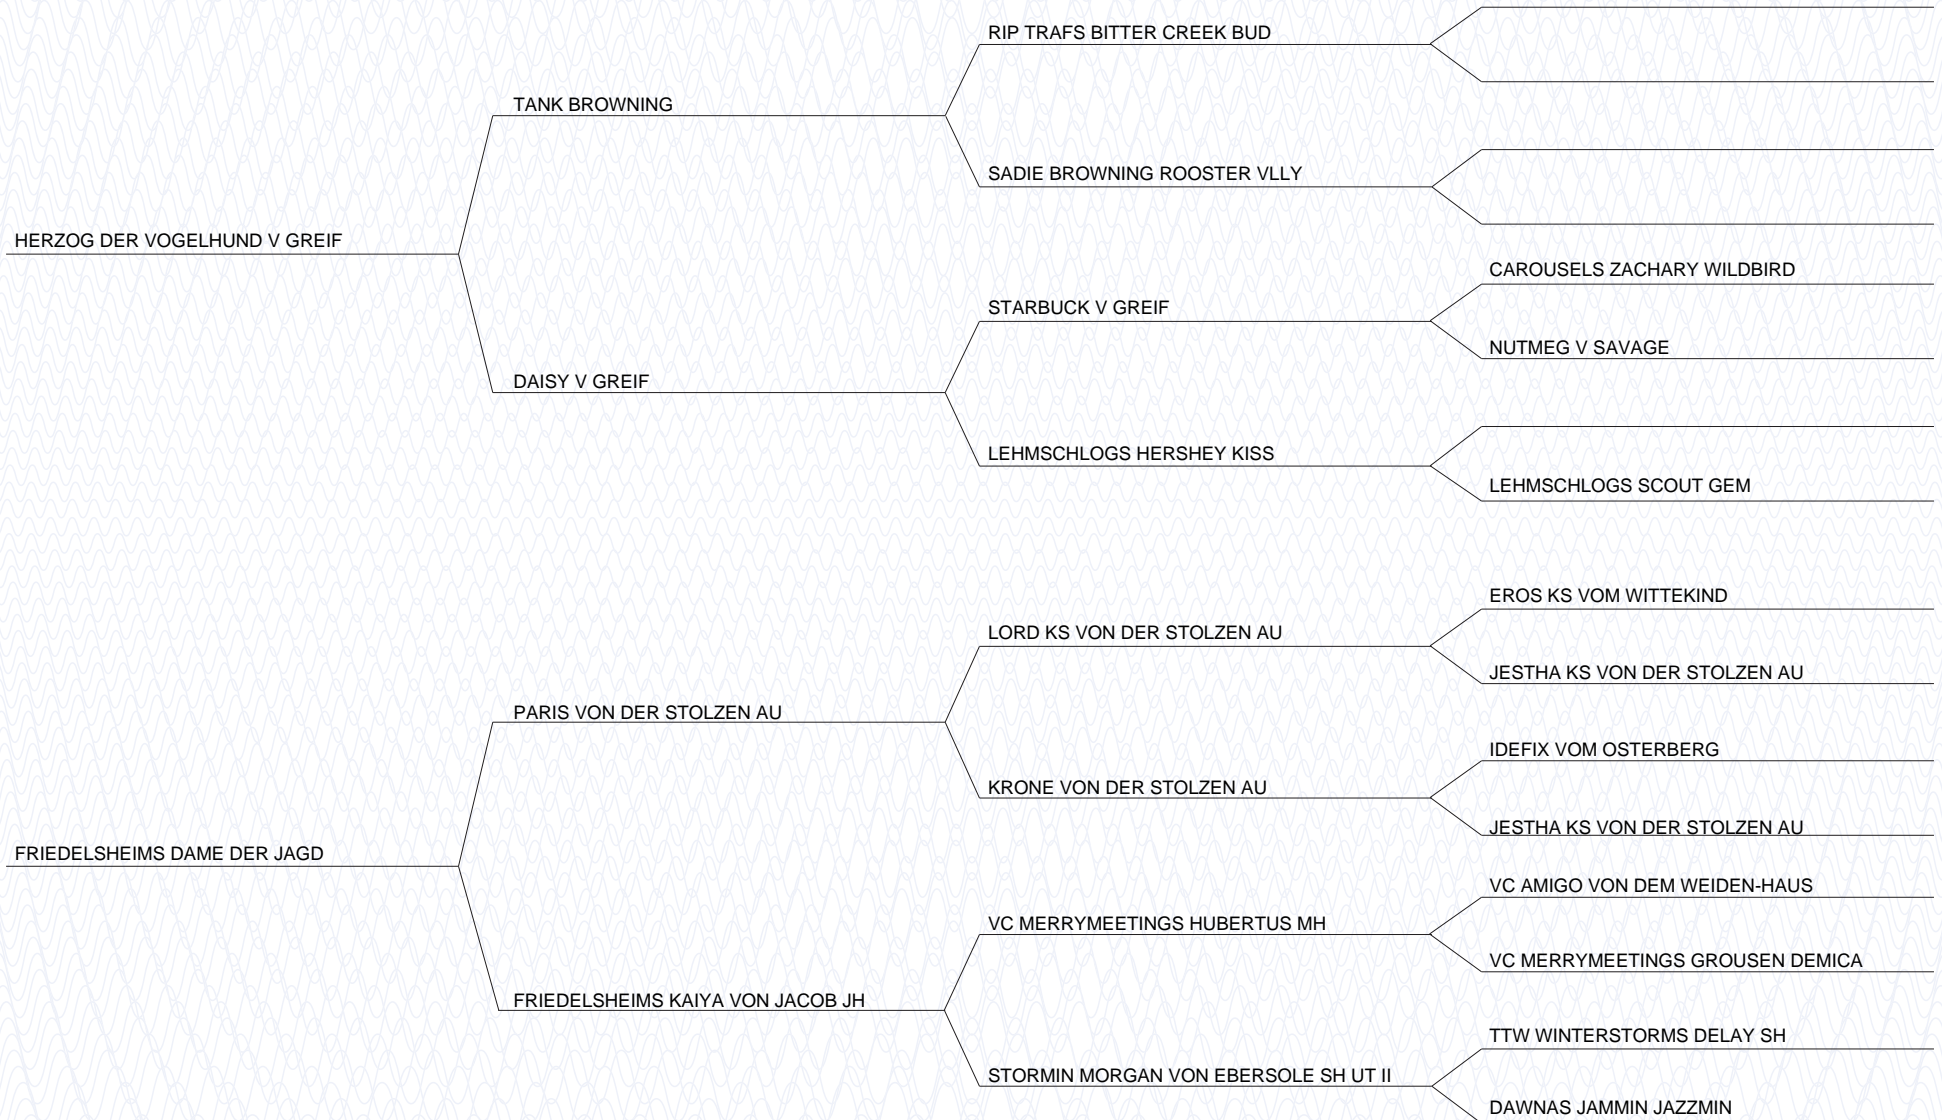 RIP TRAFS BITTER CREEK BUD
TANK BROWNING
SADIE BROWNING ROOSTER VLLY
HERZOG DER VOGELHUND V GREIF
CAROUSELS ZACHARY WILDBIRD
STARBUCK V GREIF
NUTMEG V SAVAGE
DAISY V GREIF
LEHMSCHLOGS HERSHEY KISS
LEHMSCHLOGS SCOUT GEM
EROS KS VOM WITTEKIND
LORD KS VON DER STOLZEN AU
JESTHA KS VON DER STOLZEN AU
PARIS VON DER STOLZEN AU
IDEFIX VOM OSTERBERG
KRONE VON DER STOLZEN AU
JESTHA KS VON DER STOLZEN AU
FRIEDELSHEIMS DAME DER JAGD
VC AMIGO VON DEM WEIDEN-HAUS
VC MERRYMEETINGS HUBERTUS MH
VC MERRYMEETINGS GROUSEN DEMICA
FRIEDELSHEIMS KAIYA VON JACOB JH
TTW WINTERSTORMS DELAY SH
STORMIN MORGAN VON EBERSOLE SH UT II
DAWNAS JAMMIN JAZZMIN